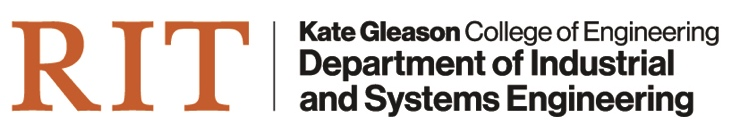 RIT
Kate Gleason College of Engineering
Department of Industrial
and Systems Engineering